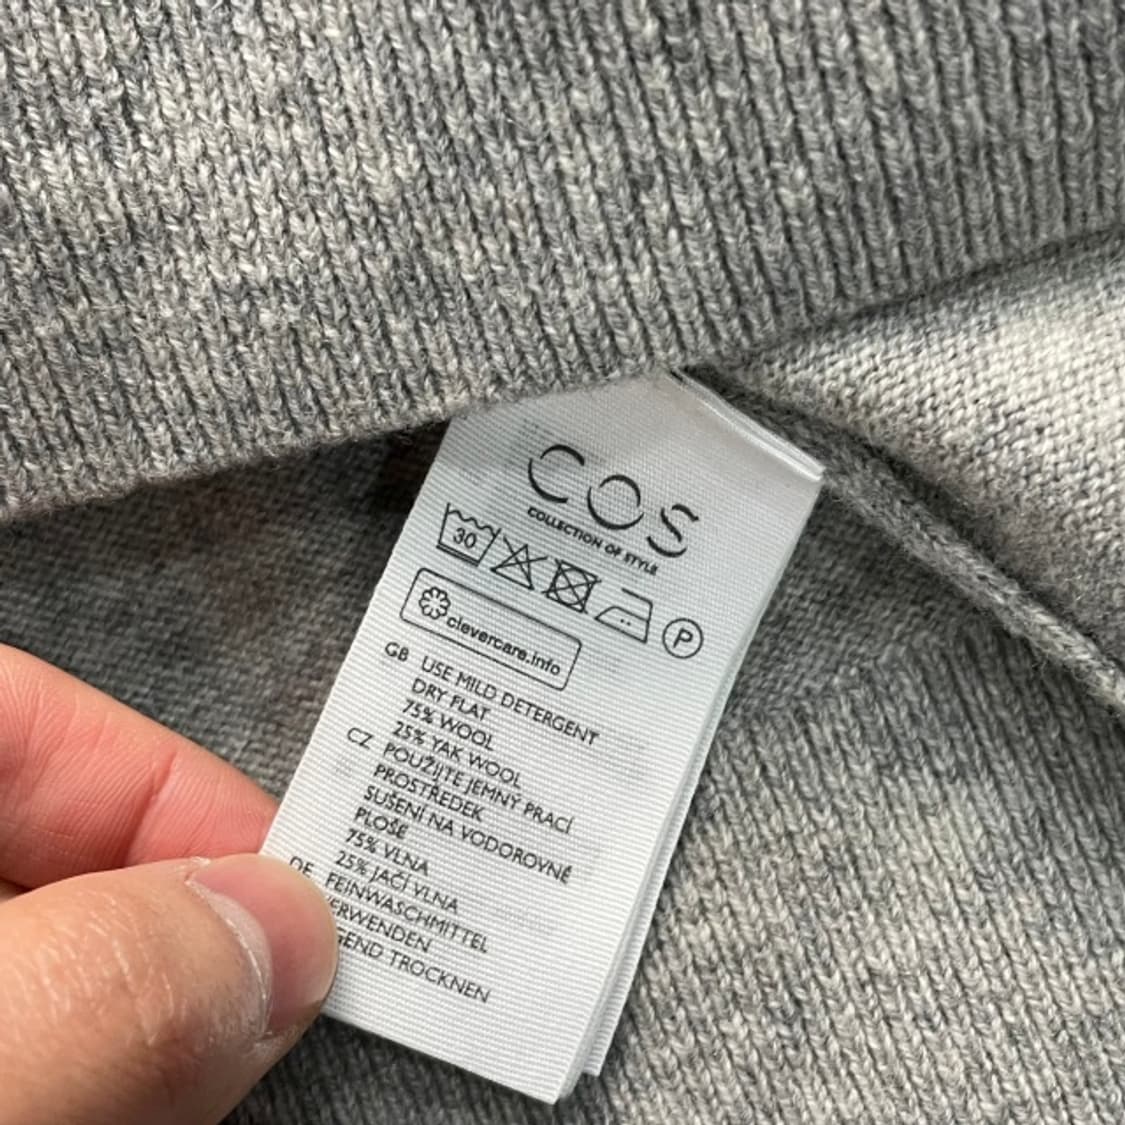 COS
COLLECTION OF STYLE
30
P
clevercare.info
GB USE MILD DETERGENT
DRY FLAT
75% WOOL
25% YAK WOOL
CZ POUŽIJTE JEMNÝ PRACÍ
PROSTŘEDEK
SUŠENÍ NA VODOROVNÉ
PLOŠE
75% VLNA
25% JAČÍ VLNA
DE FEINWASCHMITTEL
ERWENDEN
GEND TROCKNEN